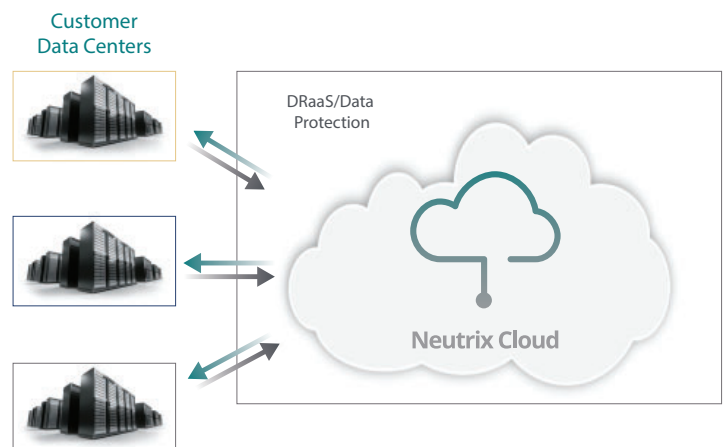 Customer
Data Centers
DRaaS/Data
Protection
Neutrix Cloud